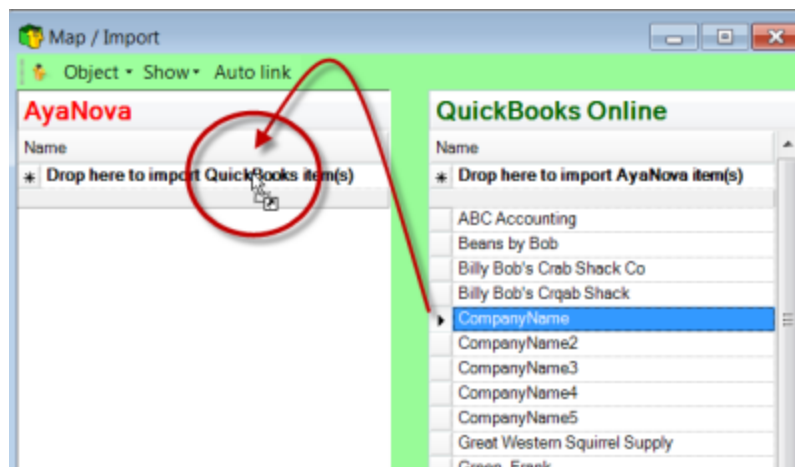 Map / Import
Object Show Auto link
AyaNova
Name
* Drop here to import QuickBooks item(s)
QuickBooks Online
Name
* Drop here to import AyaNova item(s)
ABC Accounting
Beans by Bob
Billy Bob's Crab Shack Co
Billy Bob's Crqab Shack
CompanyName
CompanyName2
CompanyName3
CompanyName4
CompanyName5
Great Western Squirrel Supply
Green, Frank